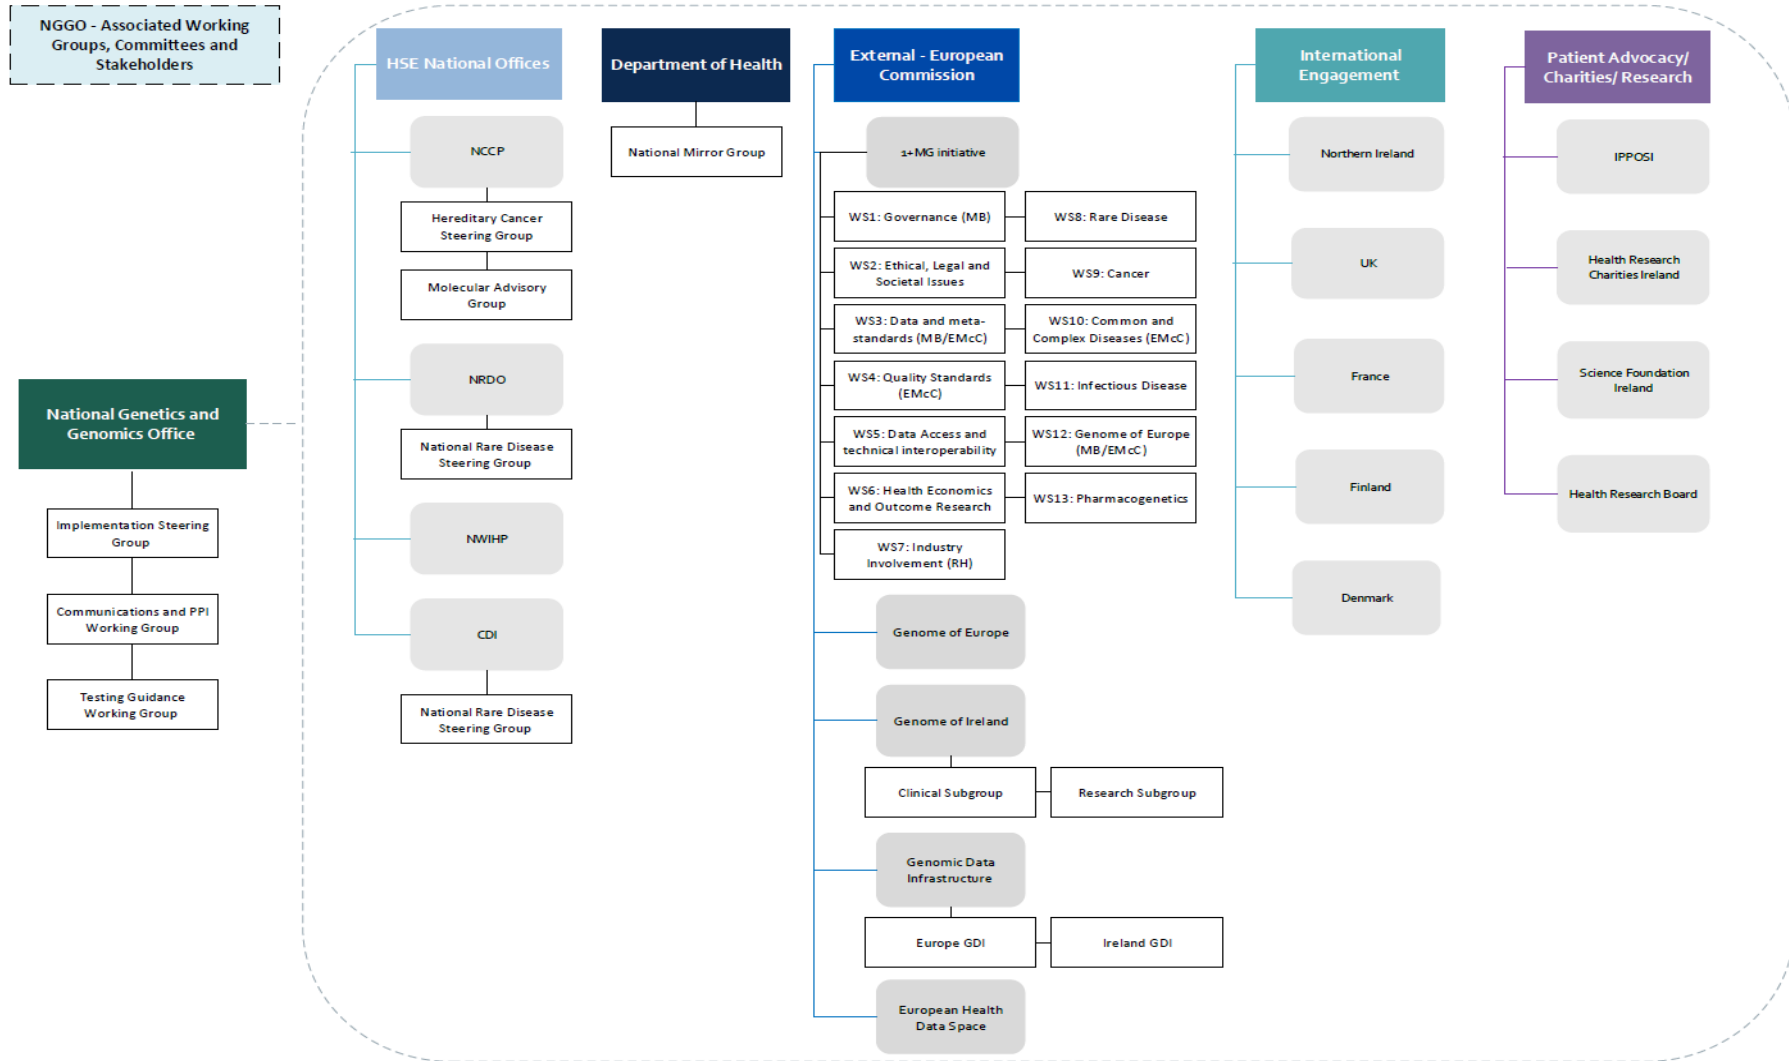 NGGO - Associated Working
Groups, Committees and
Stakeholders
National Genetics and
Genomics Office
Implementation Steering
Group
Communications and PPI
Working Group
Testing Guidance
Working Group
HSE National Offices
NCCP
Hereditary Cancer
Steering Group
Molecular Advisory
Group
NRDO
National Rare Disease
Steering Group
NWIHP
CDI
National Rare Disease
Steering Group
Department of Health
National Mirror Group
External - European
Commission
1+MG initiative
WS1: Governance (MB)
WS8: Rare Disease
WS2: Ethical, Legal and
Societal Issues
WS9: Cancer
WS3: Data and meta-
standards (MB/EMcC)
WS10: Common and
Complex Diseases (EMcC)
WS4: Quality Standards
(EMcC)
WS11: Infectious Disease
WS5: Data Access and
technical interoperability
WS12: Genome of Europe
(MB/EMcC)
WS6: Health Economics
and Outcome Research
WS13: Pharmacogenetics
WS7: Industry
Involvement (RH)
Genome of Europe
Genome of Ireland
Clinical Subgroup
Research Subgroup
Genomic Data
Infrastructure
Europe GDI
Ireland GDI
European Health
Data Space
International
Engagement
Northern Ireland
UK
France
Finland
Denmark
Patient Advocacy/
Charities/ Research
IPPOSI
Health Research
Charities Ireland
Science Foundation
Ireland
Health Research Board